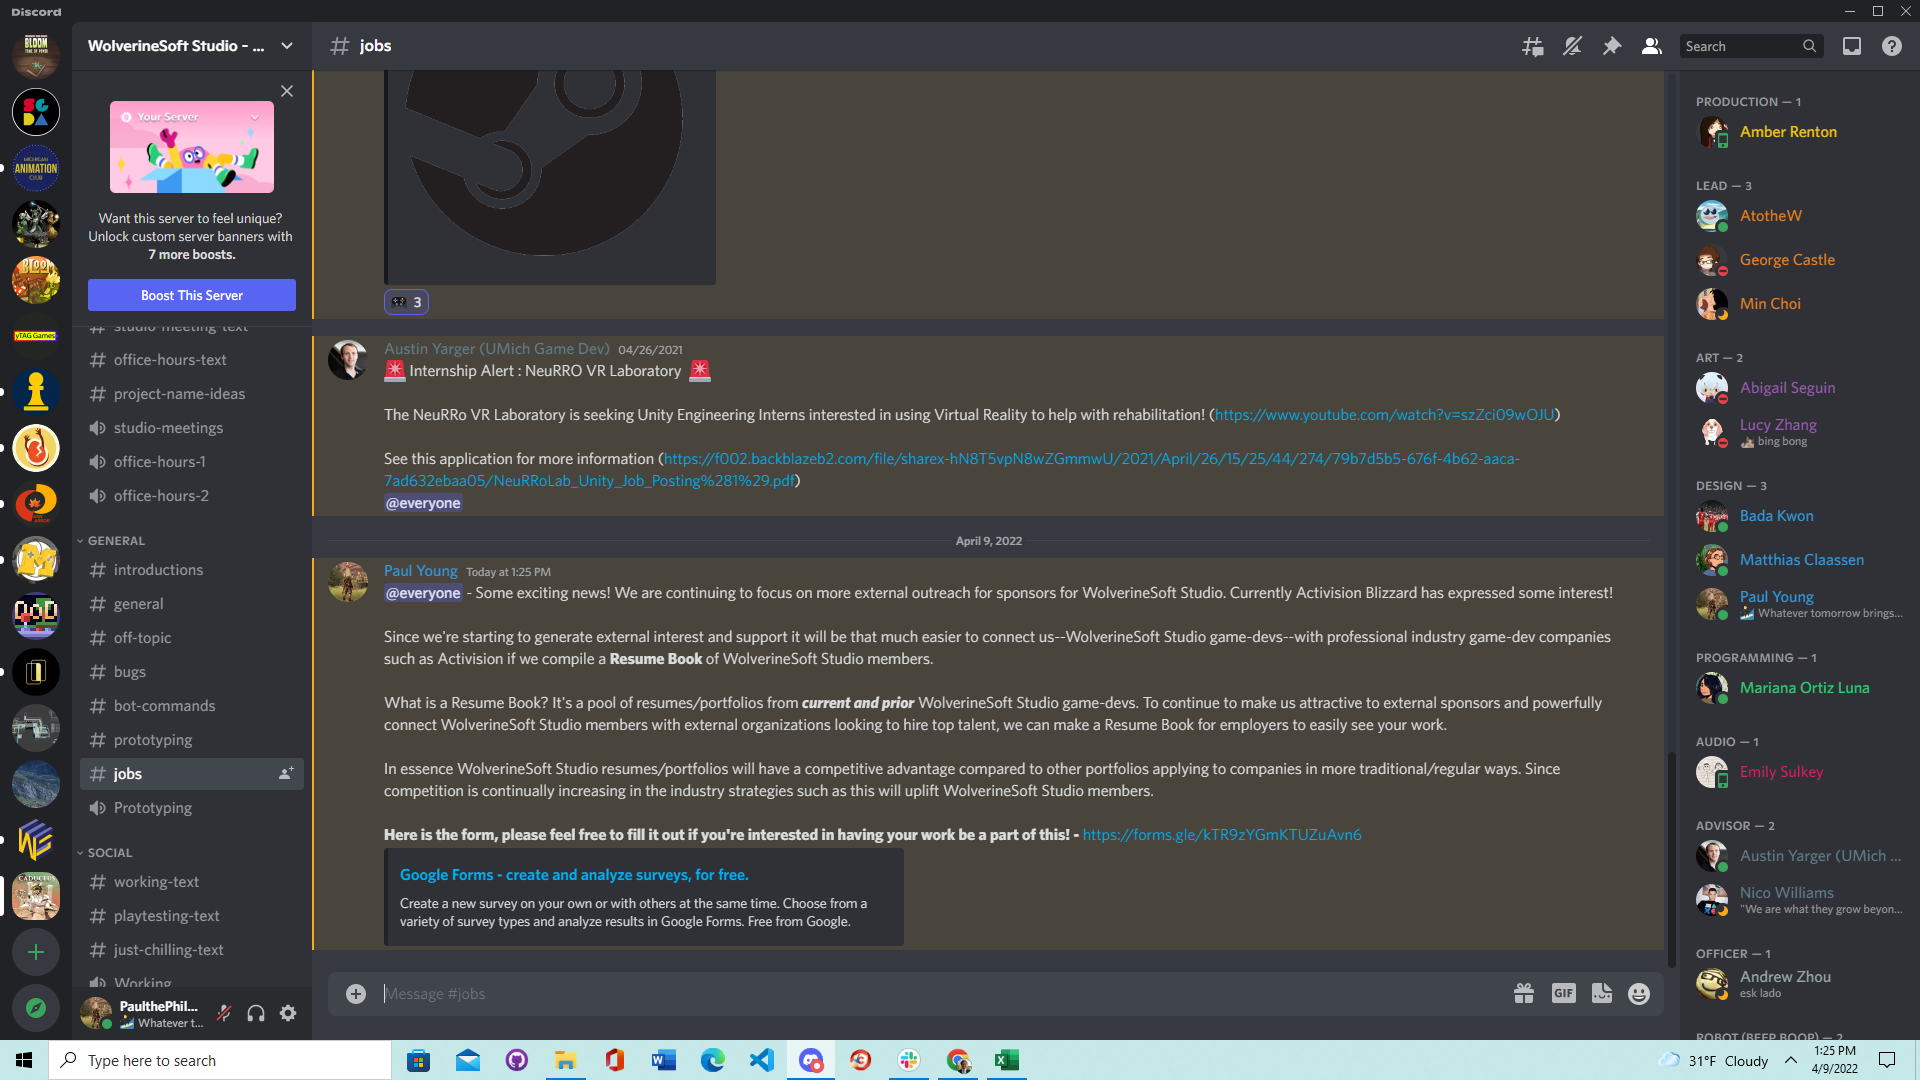 Discord
WolverineSoft Studio - ...
Your Server
Want this server to feel unique?
Unlock custom server banners with
7 more boosts.
Boost This Server
studio-meeting-text
office-hours-text
project-name-ideas
studio-meetings
office-hours-1
office-hours-2
GENERAL
introductions
general
off-topic
bugs
bot-commands
prototyping
jobs
Prototyping
SOCIAL
working-text
playtesting-text
just-chilling-text
Working
PaulthePhil...
Whatever t...
BLOOM
SGDA
MICHIGAN
ANIMATION
CLUB
BLOOM
yTAG Games
CADUCEUS
# jobs
Search
3
Austin Yarger (UMich Game Dev) 04/26/2021
Internship Alert : NeuRRO VR Laboratory
The NeuRRo VR Laboratory is seeking Unity Engineering Interns interested in using Virtual Reality to help with rehabilitation! (https://www.youtube.com/watch?v=szZci09wOJU)
See this application for more information (https://f002.backblazeb2.com/file/sharex-hN8T5vpN8wZGmmwU/2021/April/26/15/25/44/274/79b7d5b5-676f-4b62-aaca-
7ad632ebaa05/NeuRRoLab_Unity_Job_Posting%281%29.pdf)
@everyone
April 9, 2022
Paul Young Today at 1:25 PM
@everyone - Some exciting news! We are continuing to focus on more external outreach for sponsors for WolverineSoft Studio. Currently Activision Blizzard has expressed some interest!
Since we're starting to generate external interest and support it will be that much easier to connect us--WolverineSoft Studio game-devs--with professional industry game-dev companies
such as Activision if we compile a Resume Book of WolverineSoft Studio members.
What is a Resume Book? It's a pool of resumes/portfolios from current and prior WolverineSoft Studio game-devs. To continue to make us attractive to external sponsors and powerfully
connect WolverineSoft Studio members with external organizations looking to hire top talent, we can make a Resume Book for employers to easily see your work.
In essence WolverineSoft Studio resumes/portfolios will have a competitive advantage compared to other portfolios applying to companies in more traditional/regular ways. Since
competition is continually increasing in the industry strategies such as this will uplift WolverineSoft Studio members.
Here is the form, please feel free to fill it out if you're interested in having your work be a part of this! - https://forms.gle/kTR9zYGmKTUZuAvn6
Google Forms - create and analyze surveys, for free.
Create a new survey on your own or with others at the same time. Choose from a
variety of survey types and analyze results in Google Forms. Free from Google.
Message #jobs
GIF
PRODUCTION — 1
Amber Renton
LEAD — 3
AtotheW
George Castle
Min Choi
ART — 2
Abigail Seguin
Lucy Zhang
bing bong
DESIGN — 3
Bada Kwon
Matthias Claassen
Paul Young
Whatever tomorrow brings...
PROGRAMMING — 1
Mariana Ortiz Luna
AUDIO — 1
Emily Sulkey
ADVISOR — 2
Austin Yarger (UMich ...
Nico Williams
"We are what they grow beyon...
OFFICER — 1
Andrew Zhou
esk lado
ROBOT (BEEP BOOP) — 2
Type here to search
31°F Cloudy
1:25 PM
4/9/2022